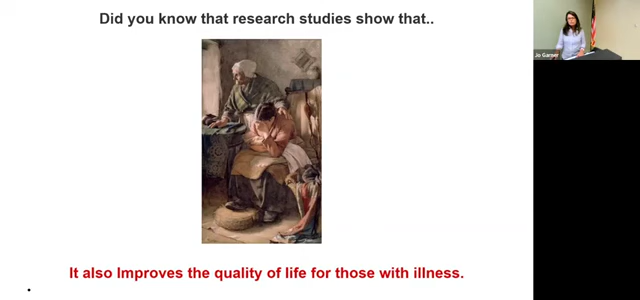 Did you know that research studies show that..
Jo Garner
It also Improves the quality of life for those with illness.